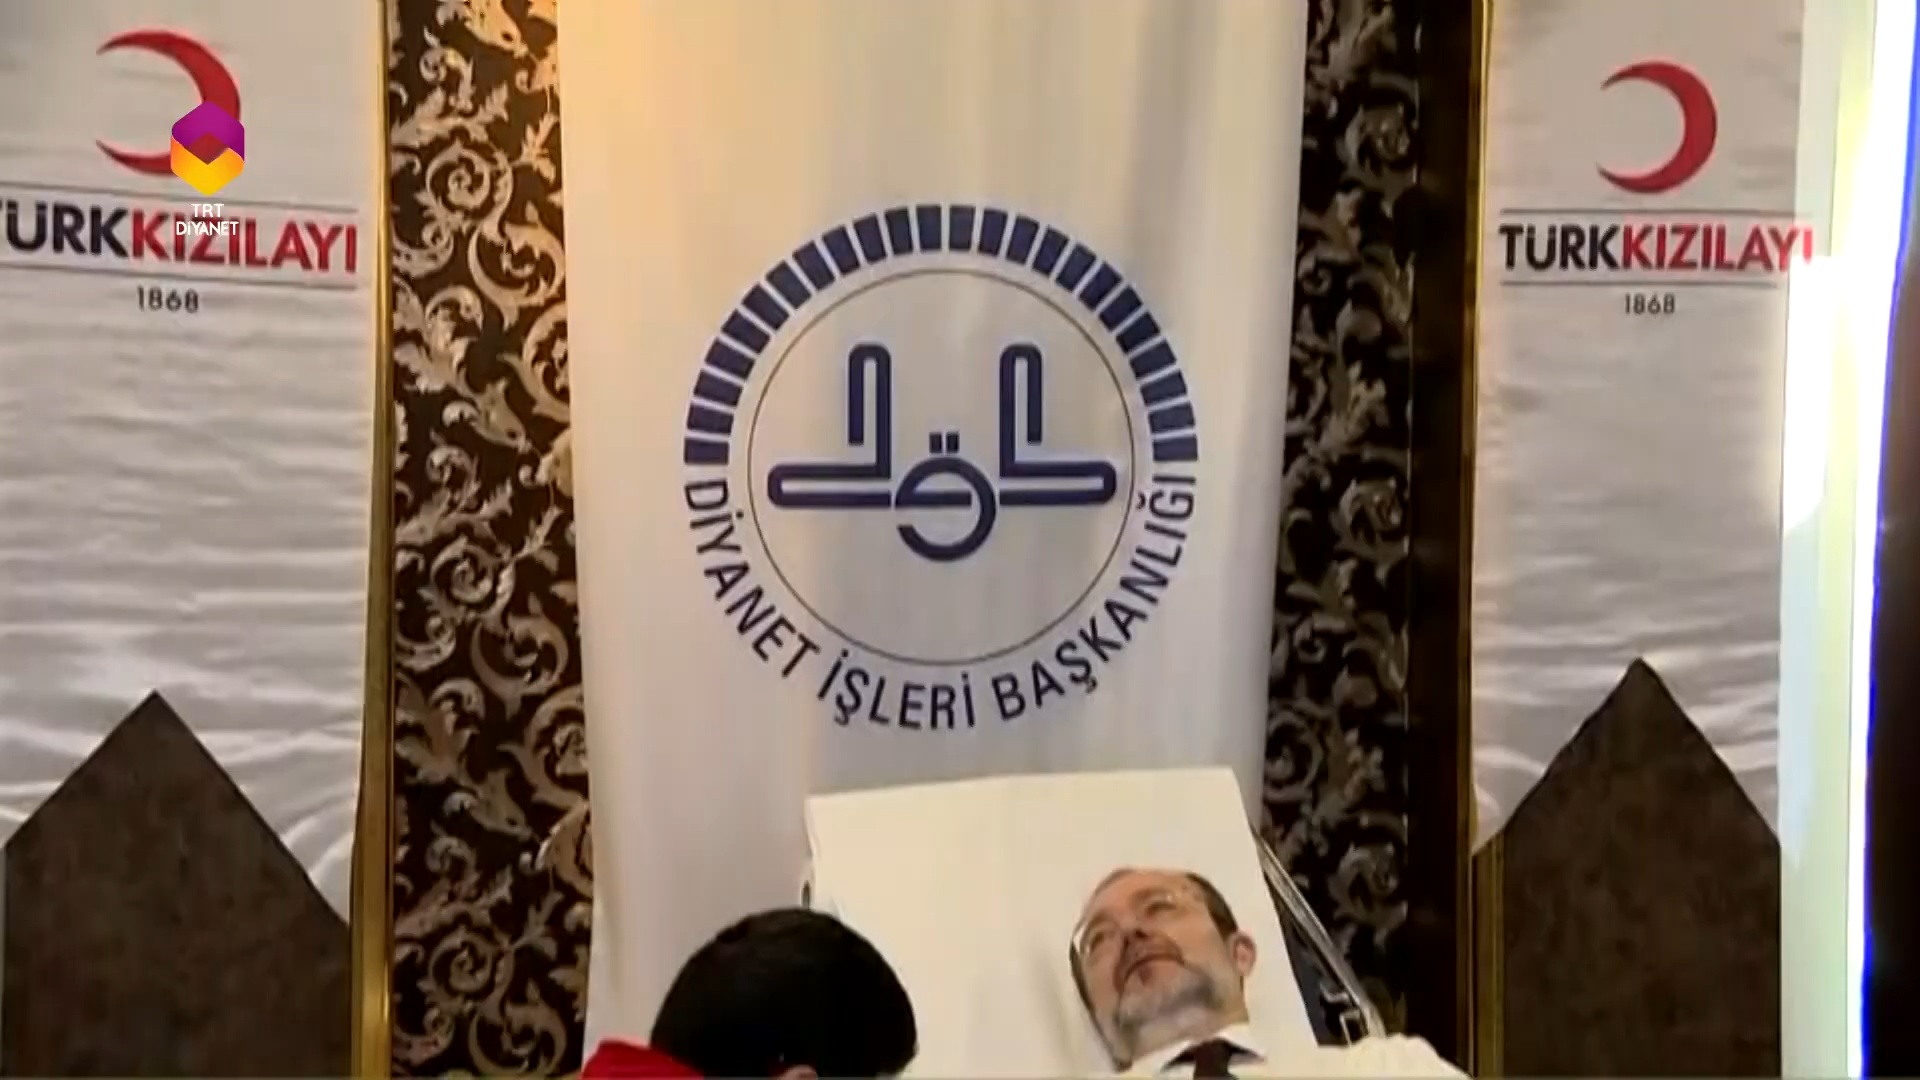 TRT
DİYANET
TÜRKKIZILAYI
1868
DİYANET İŞLERİ BAŞKANLIĞI
TÜRKKIZILAYI
1868